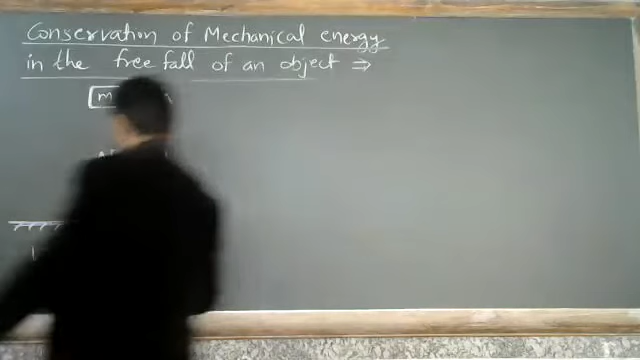 Conservation of Mechanical energy
in the free fall of an object ⇒
m